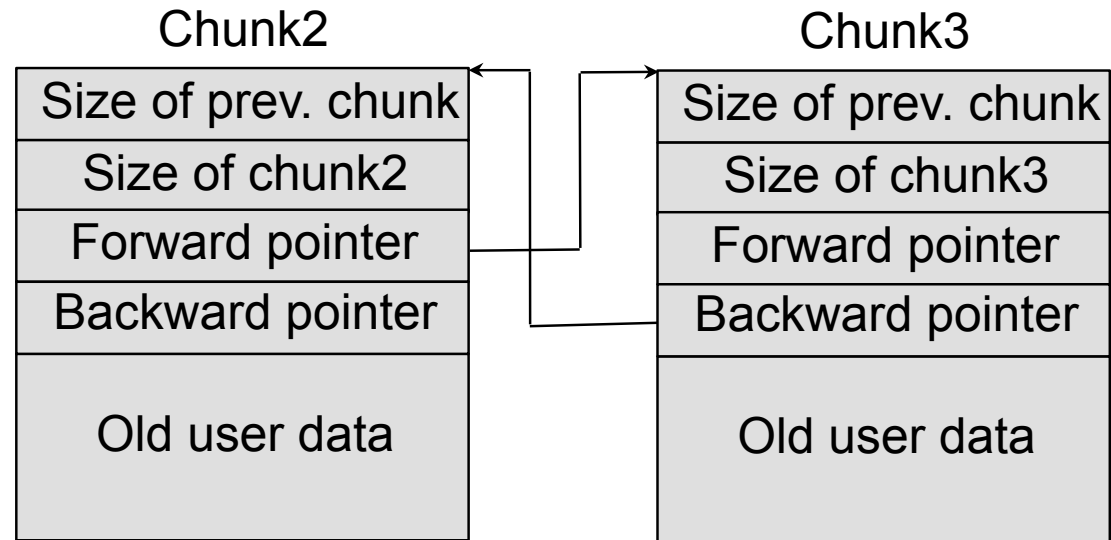 Chunk2
Size of prev. chunk
Size of chunk2
Forward pointer
Backward pointer
Old user data
Chunk3
Size of prev. chunk
Size of chunk3
Forward pointer
Backward pointer
Old user data